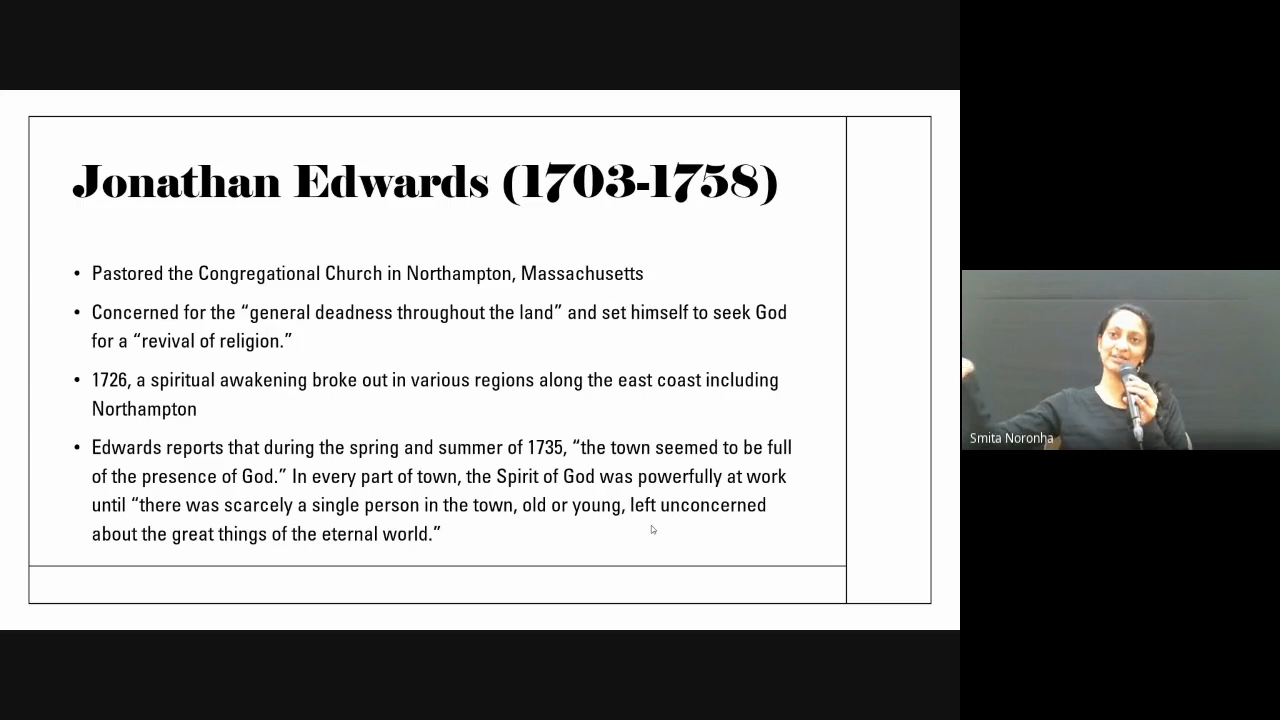 Jonathan Edwards (1703-1758)
• Pastored the Congregational Church in Northampton, Massachusetts
• Concerned for the “general deadness throughout the land” and set himself to seek God
for a “revival of religion.”
• 1726, a spiritual awakening broke out in various regions along the east coast including
Northampton
• Edwards reports that during the spring and summer of 1735, “the town seemed to be full
of the presence of God.” In every part of town, the Spirit of God was powerfully at work
until “there was scarcely a single person in the town, old or young, left unconcerned
about the great things of the eternal world.”
Smita Noronha